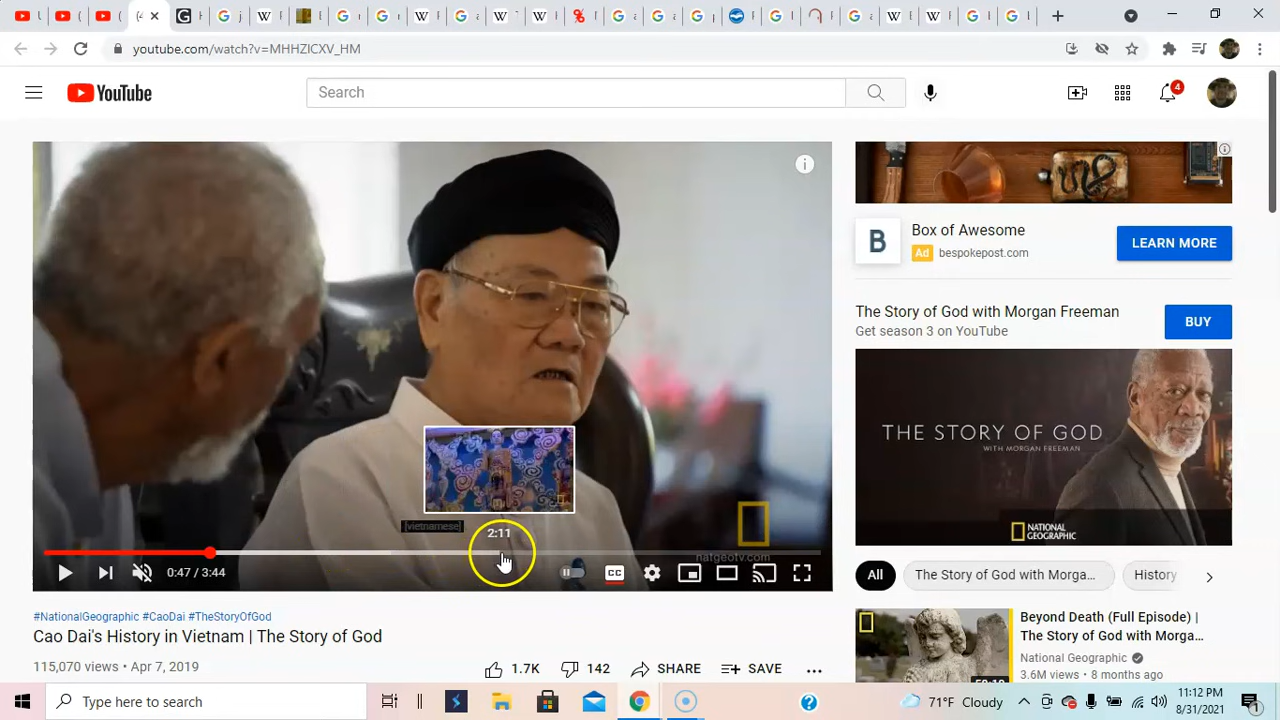 youtube.com/watch?v=MHHZICXV_HM
YouTube
Search
4
B
Box of Awesome
Ad bespokepost.com
LEARN MORE
The Story of God with Morgan Freeman
Get season 3 on YouTube
BUY
THE STORY OF GOD
WITH MORGAN FREEMAN
NATIONAL
GEOGRAPHIC
[vietnamese]
2:11
natgeotv.com
0:47 / 3:44
CC
All
The Story of God with Morga...
History
#NationalGeographic #CaoDai #TheStoryOfGod
Cao Dai's History in Vietnam | The Story of God
115,070 views • Apr 7, 2019
1.7K
142
SHARE
SAVE
Beyond Death (Full Episode) |
The Story of God with Morga...
National Geographic
3.6M views • 8 months ago
Type here to search
71°F Cloudy
11:12 PM
8/31/2021